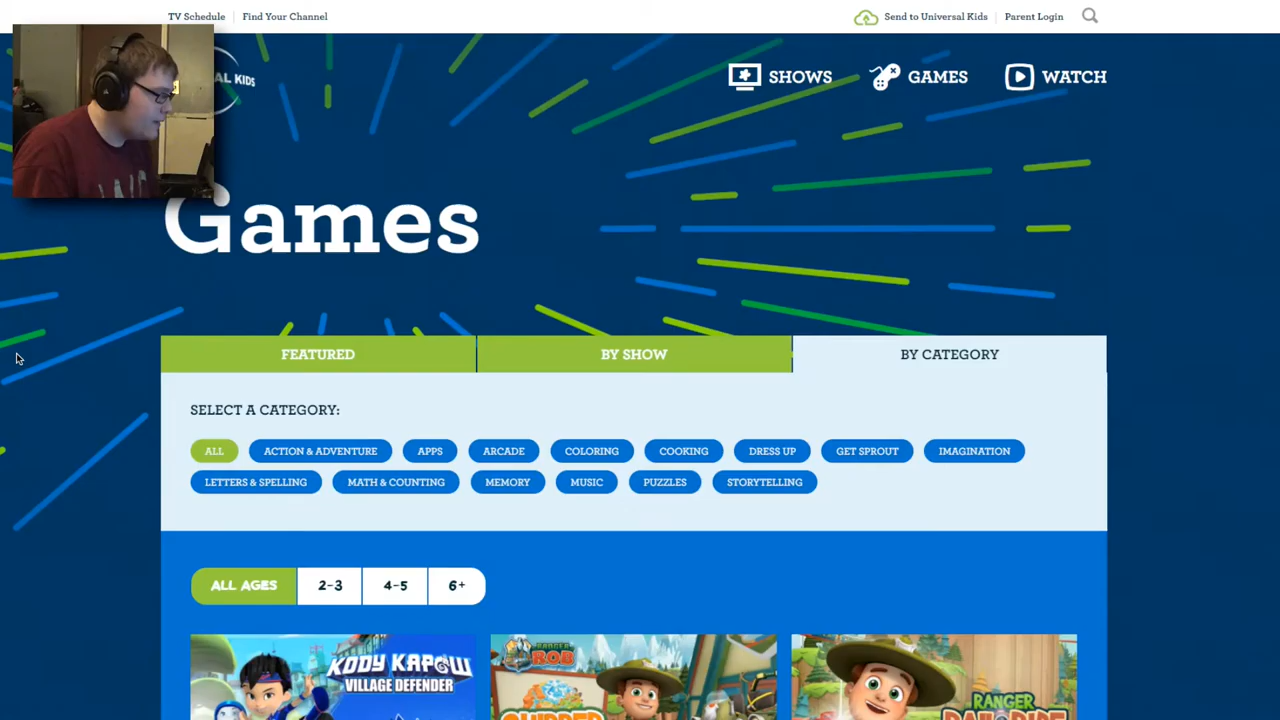 TV Schedule
Find Your Channel
Send to Universal Kids
Parent Login
AL KIDS
SHOWS
GAMES
WATCH
Games
FEATURED
BY SHOW
BY CATEGORY
SELECT A CATEGORY:
ALL
ACTION & ADVENTURE
APPS
ARCADE
COLORING
COOKING
DRESS UP
GET SPROUT
IMAGINATION
LETTERS & SPELLING
MATH & COUNTING
MEMORY
MUSIC
PUZZLES
STORYTELLING
ALL AGES
2-3
4-5
6+
KODY KAPOW
VILLAGE DEFENDER
RANGER
ROB
RANGER